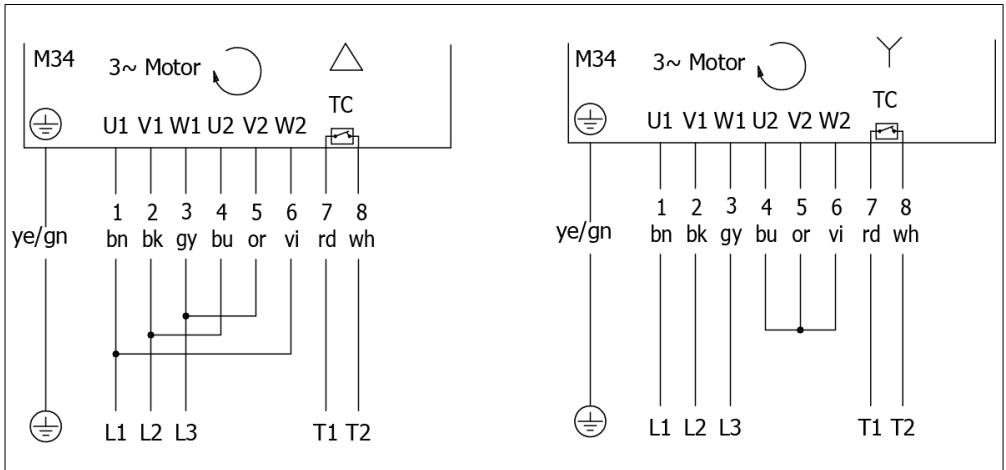 M34 3~ Motor
TC
U1 V1 W1 U2 V2 W2
1 2 3 4 5 6 7 8
ye/gn bn bk gy bu or vi rd wh
L1 L2 L3 T1 T2
M34 3~ Motor
TC
U1 V1 W1 U2 V2 W2
1 2 3 4 5 6 7 8
ye/gn bn bk gy bu or vi rd wh
L1 L2 L3 T1 T2